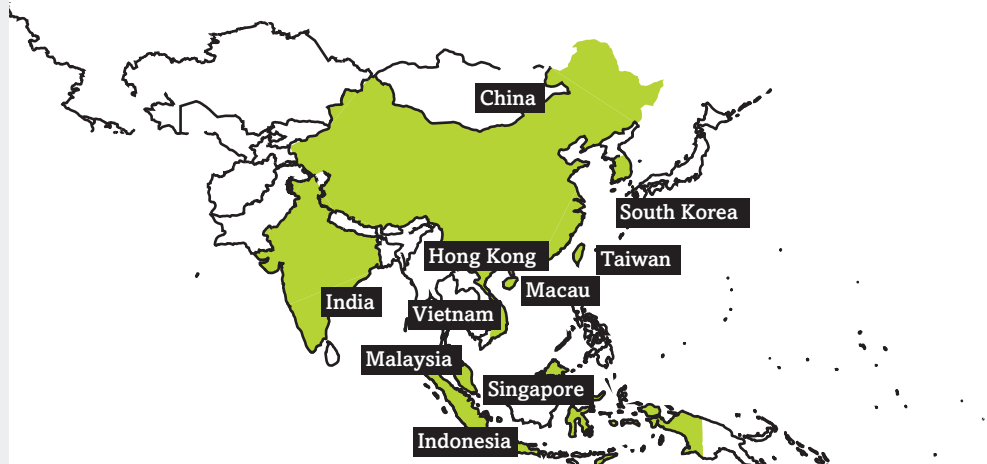 China
South Korea
Hong Kong
Taiwan
Macau
India
Vietnam
Malaysia
Singapore
Indonesia